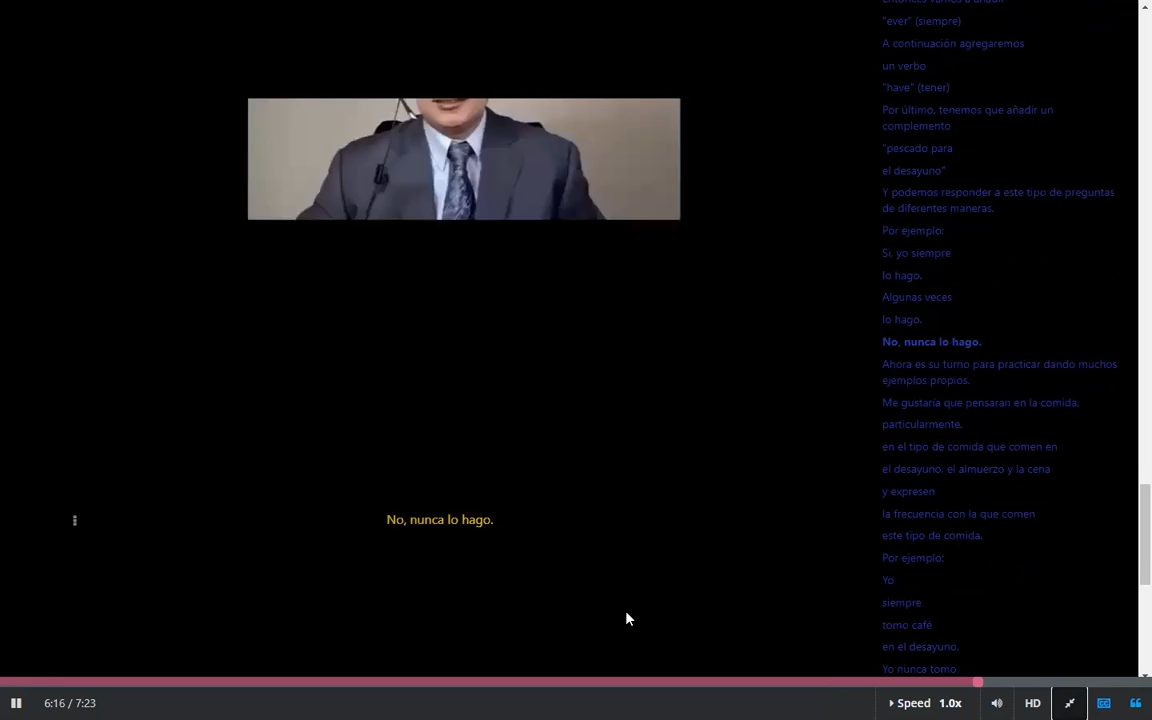 "ever" (siempre)
A continuación agregaremos
un verbo
"have" (tener)
Por último, tenemos que añadir un
complemento
"pescado para
el desayuno"
Y podemos responder a este tipo de preguntas
de diferentes maneras.
Por ejemplo:
Si, yo siempre
lo hago.
Algunas veces
lo hago.
No, nunca lo hago.
Ahora es su turno para practicar dando muchos
ejemplos propios.
Me gustaría que pensaran en la comida,
particularmente,
en el tipo de comida que comen en
el desayuno, el almuerzo y la cena
y expresen
la frecuencia con la que comen
este tipo de comida.
Por ejemplo:
Yo
siempre
tomo café
en el desayuno.
Yo nunca tomo
No, nunca lo hago.
6:16 / 7:23
Speed 1.0x
HD
CC